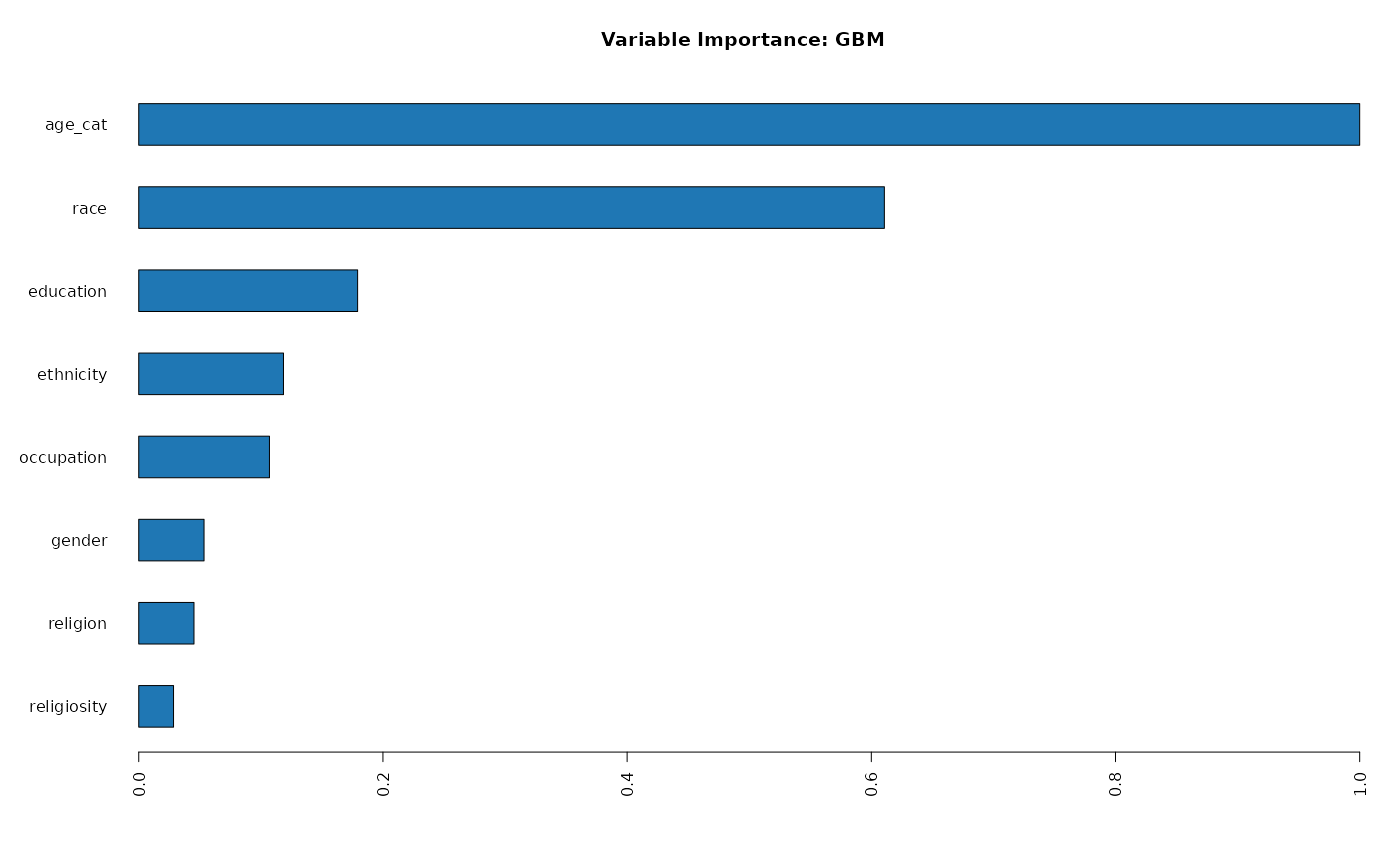 Variable Importance: GBM
age_cat
race
education
ethnicity
occupation
gender
religion
religiosity
0.0
0.2
0.4
0.6
0.8
1.0